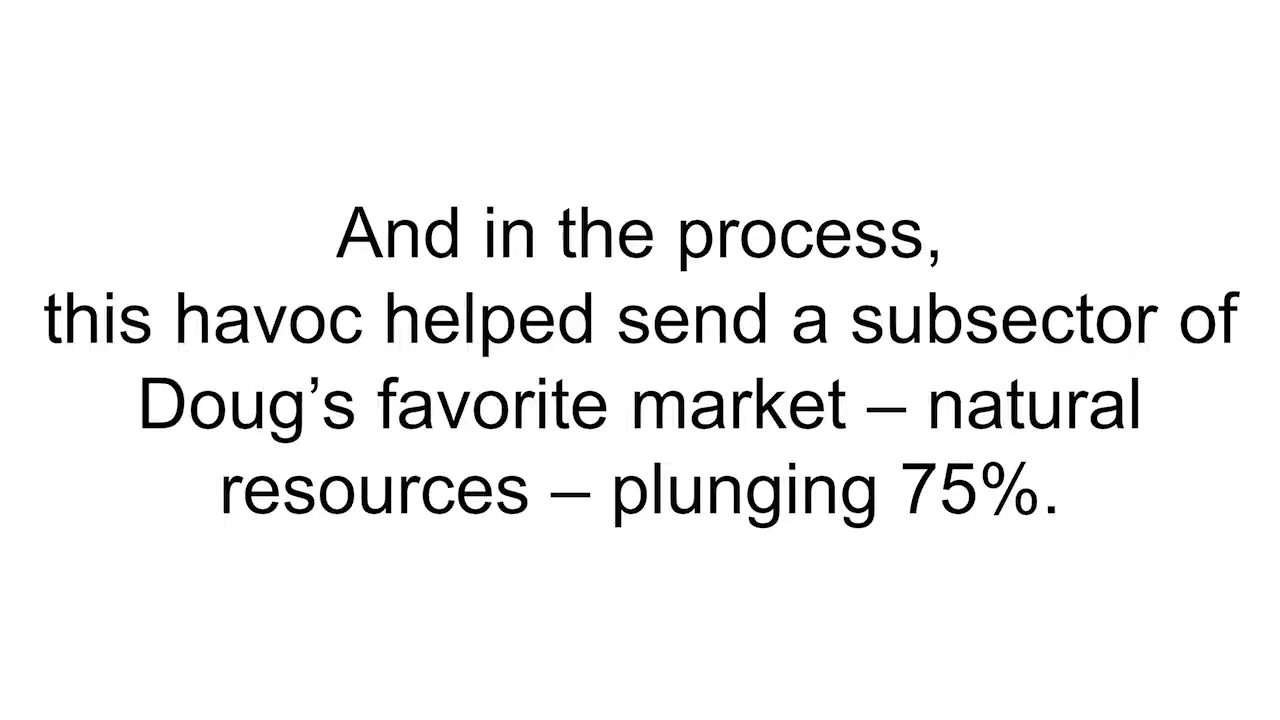 And in the process,
this havoc helped send a subsector of
Doug’s favorite market – natural
resources – plunging 75%.